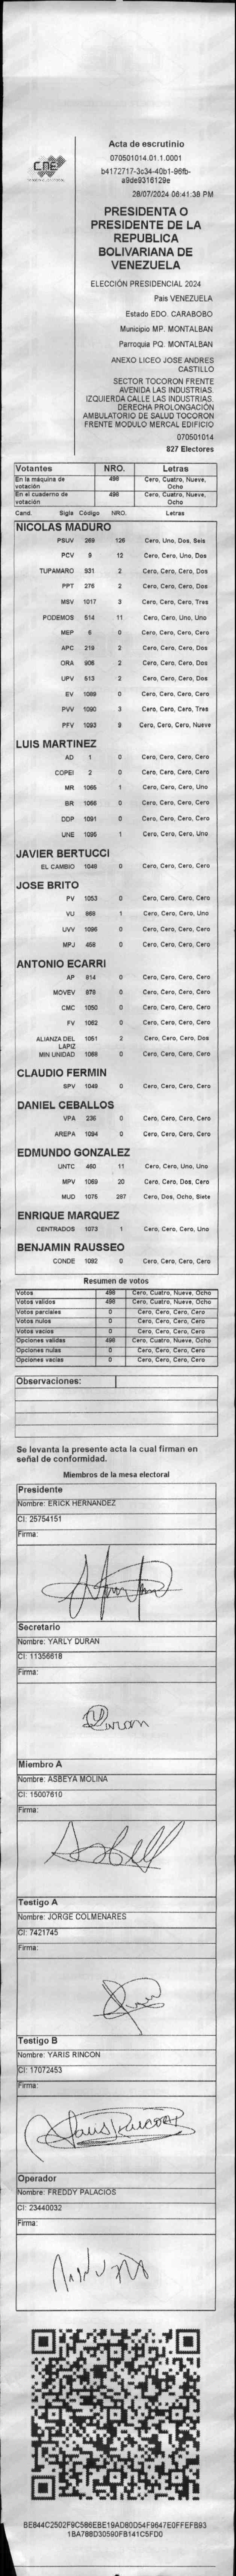 CNE
Acta de escrutinio
070501014.01.1.0001
b4172717-3c34-40b1-96fb-
a9de9316129e
28/07/2024 06:41:38 PM
PRESIDENTA O
PRESIDENTE DE LA
REPUBLICA
BOLIVARIANA DE
VENEZUELA
ELECCIÓN PRESIDENCIAL 2024
País VENEZUELA
Estado EDO. CARABOBO
Municipio MP. MONTALBAN
Parroquia PQ. MONTALBAN
ANEXO LICEO JOSE ANDRES
CASTILLO
SECTOR TOCORON FRENTE
AVENIDA LAS INDUSTRIAS.
IZQUIERDA CALLE LAS INDUSTRIAS.
DERECHA PROLONGACIÓN
AMBULATORIO DE SALUD TOCORON
FRENTE MODULO MERCAL EDIFICIO
070501014
827 Electores
Votantes NRO. Letras
En la máquina de votación 498 Cero, Cuatro, Nueve, Ocho
En el cuaderno de votación 498 Cero, Cuatro, Nueve, Ocho
Cand. Sigla Código NRO. Letras
NICOLAS MADURO
PSUV 269 126 Cero, Uno, Dos, Seis
PCV 9 12 Cero, Cero, Uno, Dos
TUPAMARO 931 2 Cero, Cero, Cero, Dos
PPT 276 2 Cero, Cero, Cero, Dos
MSV 1017 3 Cero, Cero, Cero, Tres
PODEMOS 514 11 Cero, Cero, Uno, Uno
MEP 6 0 Cero, Cero, Cero, Cero
APC 219 2 Cero, Cero, Cero, Dos
ORA 906 2 Cero, Cero, Cero, Dos
UPV 613 2 Cero, Cero, Cero, Dos
EV 1089 0 Cero, Cero, Cero, Cero
PVV 1090 3 Cero, Cero, Cero, Tres
PFV 1093 9 Cero, Cero, Cero, Nueve
LUIS MARTINEZ
AD 1 0 Cero, Cero, Cero, Cero
COPEI 2 0 Cero, Cero, Cero, Cero
MR 1065 1 Cero, Cero, Cero, Uno
BR 1066 0 Cero, Cero, Cero, Cero
DDP 1091 0 Cero, Cero, Cero, Cero
UNE 1095 1 Cero, Cero, Cero, Uno
JAVIER BERTUCCI
EL CAMBIO 1048 0 Cero, Cero, Cero, Cero
JOSE BRITO
PV 1053 0 Cero, Cero, Cero, Cero
VU 968 1 Cero, Cero, Cero, Uno
UVV 1096 0 Cero, Cero, Cero, Cero
MPJ 458 0 Cero, Cero, Cero, Cero
ANTONIO ECARRI
AP 914 0 Cero, Cero, Cero, Cero
MOVEV 979 0 Cero, Cero, Cero, Cero
CMC 1050 0 Cero, Cero, Cero, Cero
FV 1062 0 Cero, Cero, Cero, Cero
ALIANZA DEL LAPIZ 1051 2 Cero, Cero, Cero, Dos
MIN UNIDAD 1068 0 Cero, Cero, Cero, Cero
CLAUDIO FERMIN
SPV 1049 0 Cero, Cero, Cero, Cero
DANIEL CEBALLOS
VPA 236 0 Cero, Cero, Cero, Cero
AREPA 1094 0 Cero, Cero, Cero, Cero
EDMUNDO GONZALEZ
UNTC 460 11 Cero, Cero, Uno, Uno
MPV 1069 20 Cero, Cero, Dos, Cero
MUD 1075 287 Cero, Dos, Ocho, Siete
ENRIQUE MARQUEZ
CENTRADOS 1073 1 Cero, Cero, Cero, Uno
BENJAMIN RAUSSEO
CONDE 1092 0 Cero, Cero, Cero, Cero
Resumen de votos
Votos 498 Cero, Cuatro, Nueve, Ocho
Votos validos 498 Cero, Cuatro, Nueve, Ocho
Votos parciales 0 Cero, Cero, Cero, Cero
Votos nulos 0 Cero, Cero, Cero, Cero
Votos vacios 0 Cero, Cero, Cero, Cero
Opciones validas 498 Cero, Cuatro, Nueve, Ocho
Opciones nulas 0 Cero, Cero, Cero, Cero
Opciones vacias 0 Cero, Cero, Cero, Cero
Observaciones:
Se levanta la presente acta la cual firman en
señal de conformidad.
Miembros de la mesa electoral
Presidente
Nombre: ERICK HERNANDEZ
CI: 25754151
Firma:
Secretario
Nombre: YARLY DURAN
CI: 11356618
Firma:
Duran
Miembro A
Nombre: ASBEYA MOLINA
CI: 15007610
Firma:
Testigo A
Nombre: JORGE COLMENARES
CI: 7421745
Firma:
Testigo B
Nombre: YARIS RINCON
CI: 17072453
Firma:
Yaris Rincon
Operador
Nombre: FREDDY PALACIOS
CI: 23440032
Firma:
BE844C2502F9C586EBE19AD80D54F9647E0FFEFB93
1BA788D30590FB141C5FD0